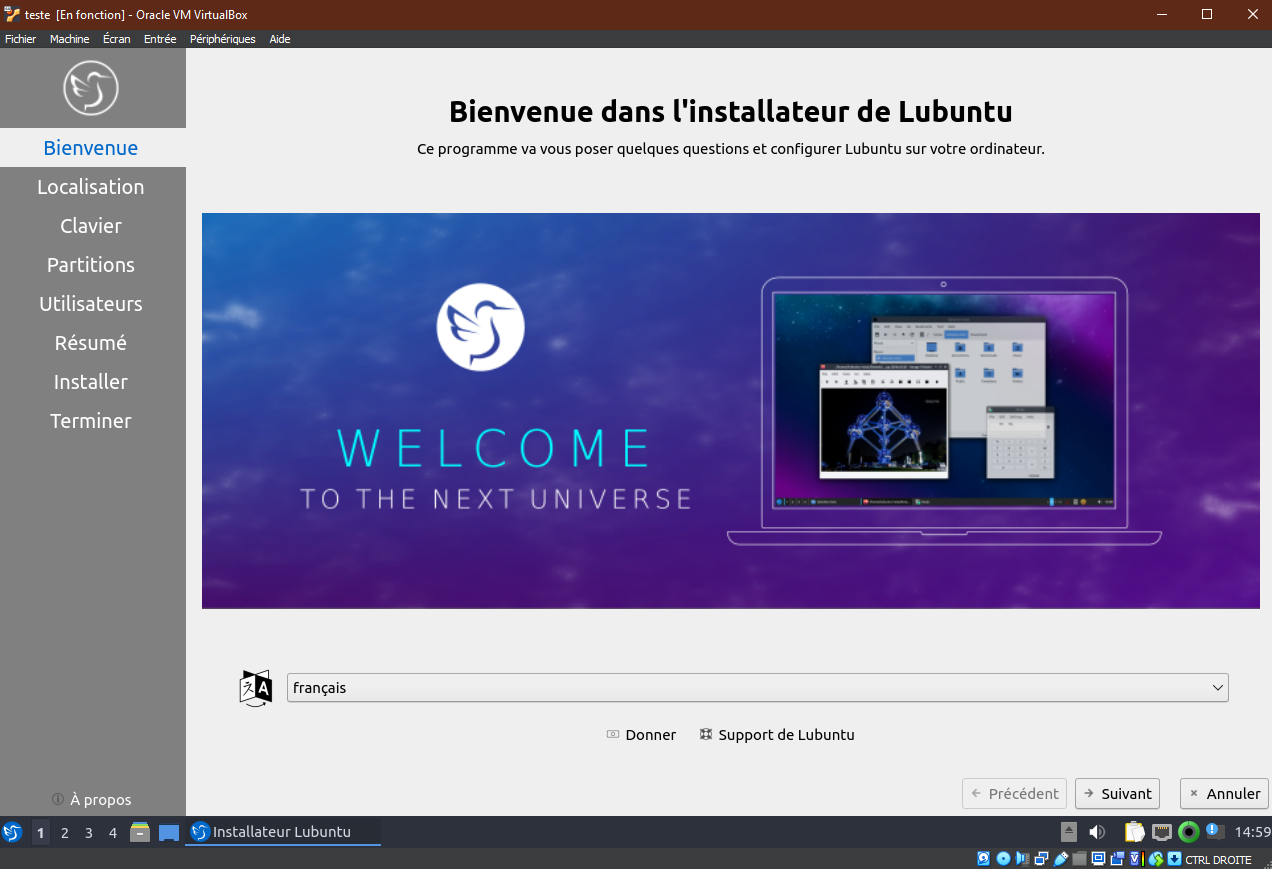 teste [En fonction] - Oracle VM VirtualBox
Fichier Machine Écran Entrée Périphériques Aide
Bienvenue
Localisation
Clavier
Partitions
Utilisateurs
Résumé
Installer
Terminer
À propos
Bienvenue dans l'installateur de Lubuntu
Ce programme va vous poser quelques questions et configurer Lubuntu sur votre ordinateur.
WELCOME
TO THE NEXT UNIVERSE
français
Donner Support de Lubuntu
Précédent Suivant Annuler
1 2 3 4 Installateur Lubuntu 14:59
CTRL DROITE